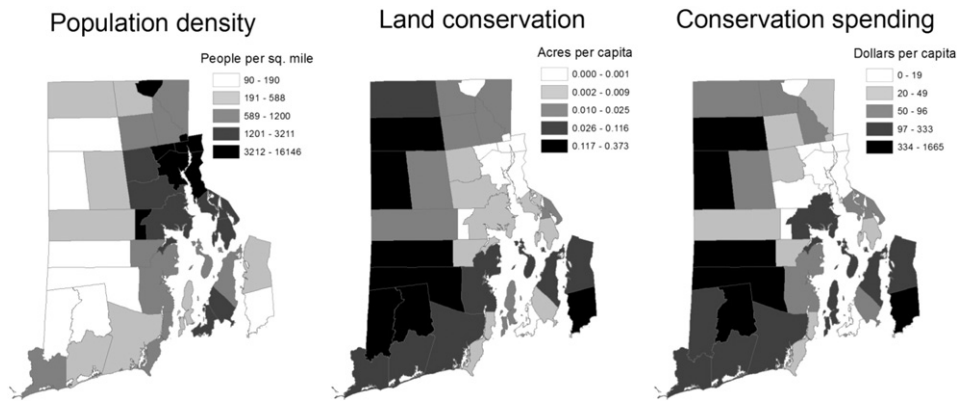 Population density
People per sq. mile
90 - 190
191 - 588
589 - 1200
1201 - 3211
3212 - 16146
Land conservation
Acres per capita
0.000 - 0.001
0.002 - 0.009
0.010 - 0.025
0.026 - 0.116
0.117 - 0.373
Conservation spending
Dollars per capita
0 - 19
20 - 49
50 - 96
97 - 333
334 - 1665